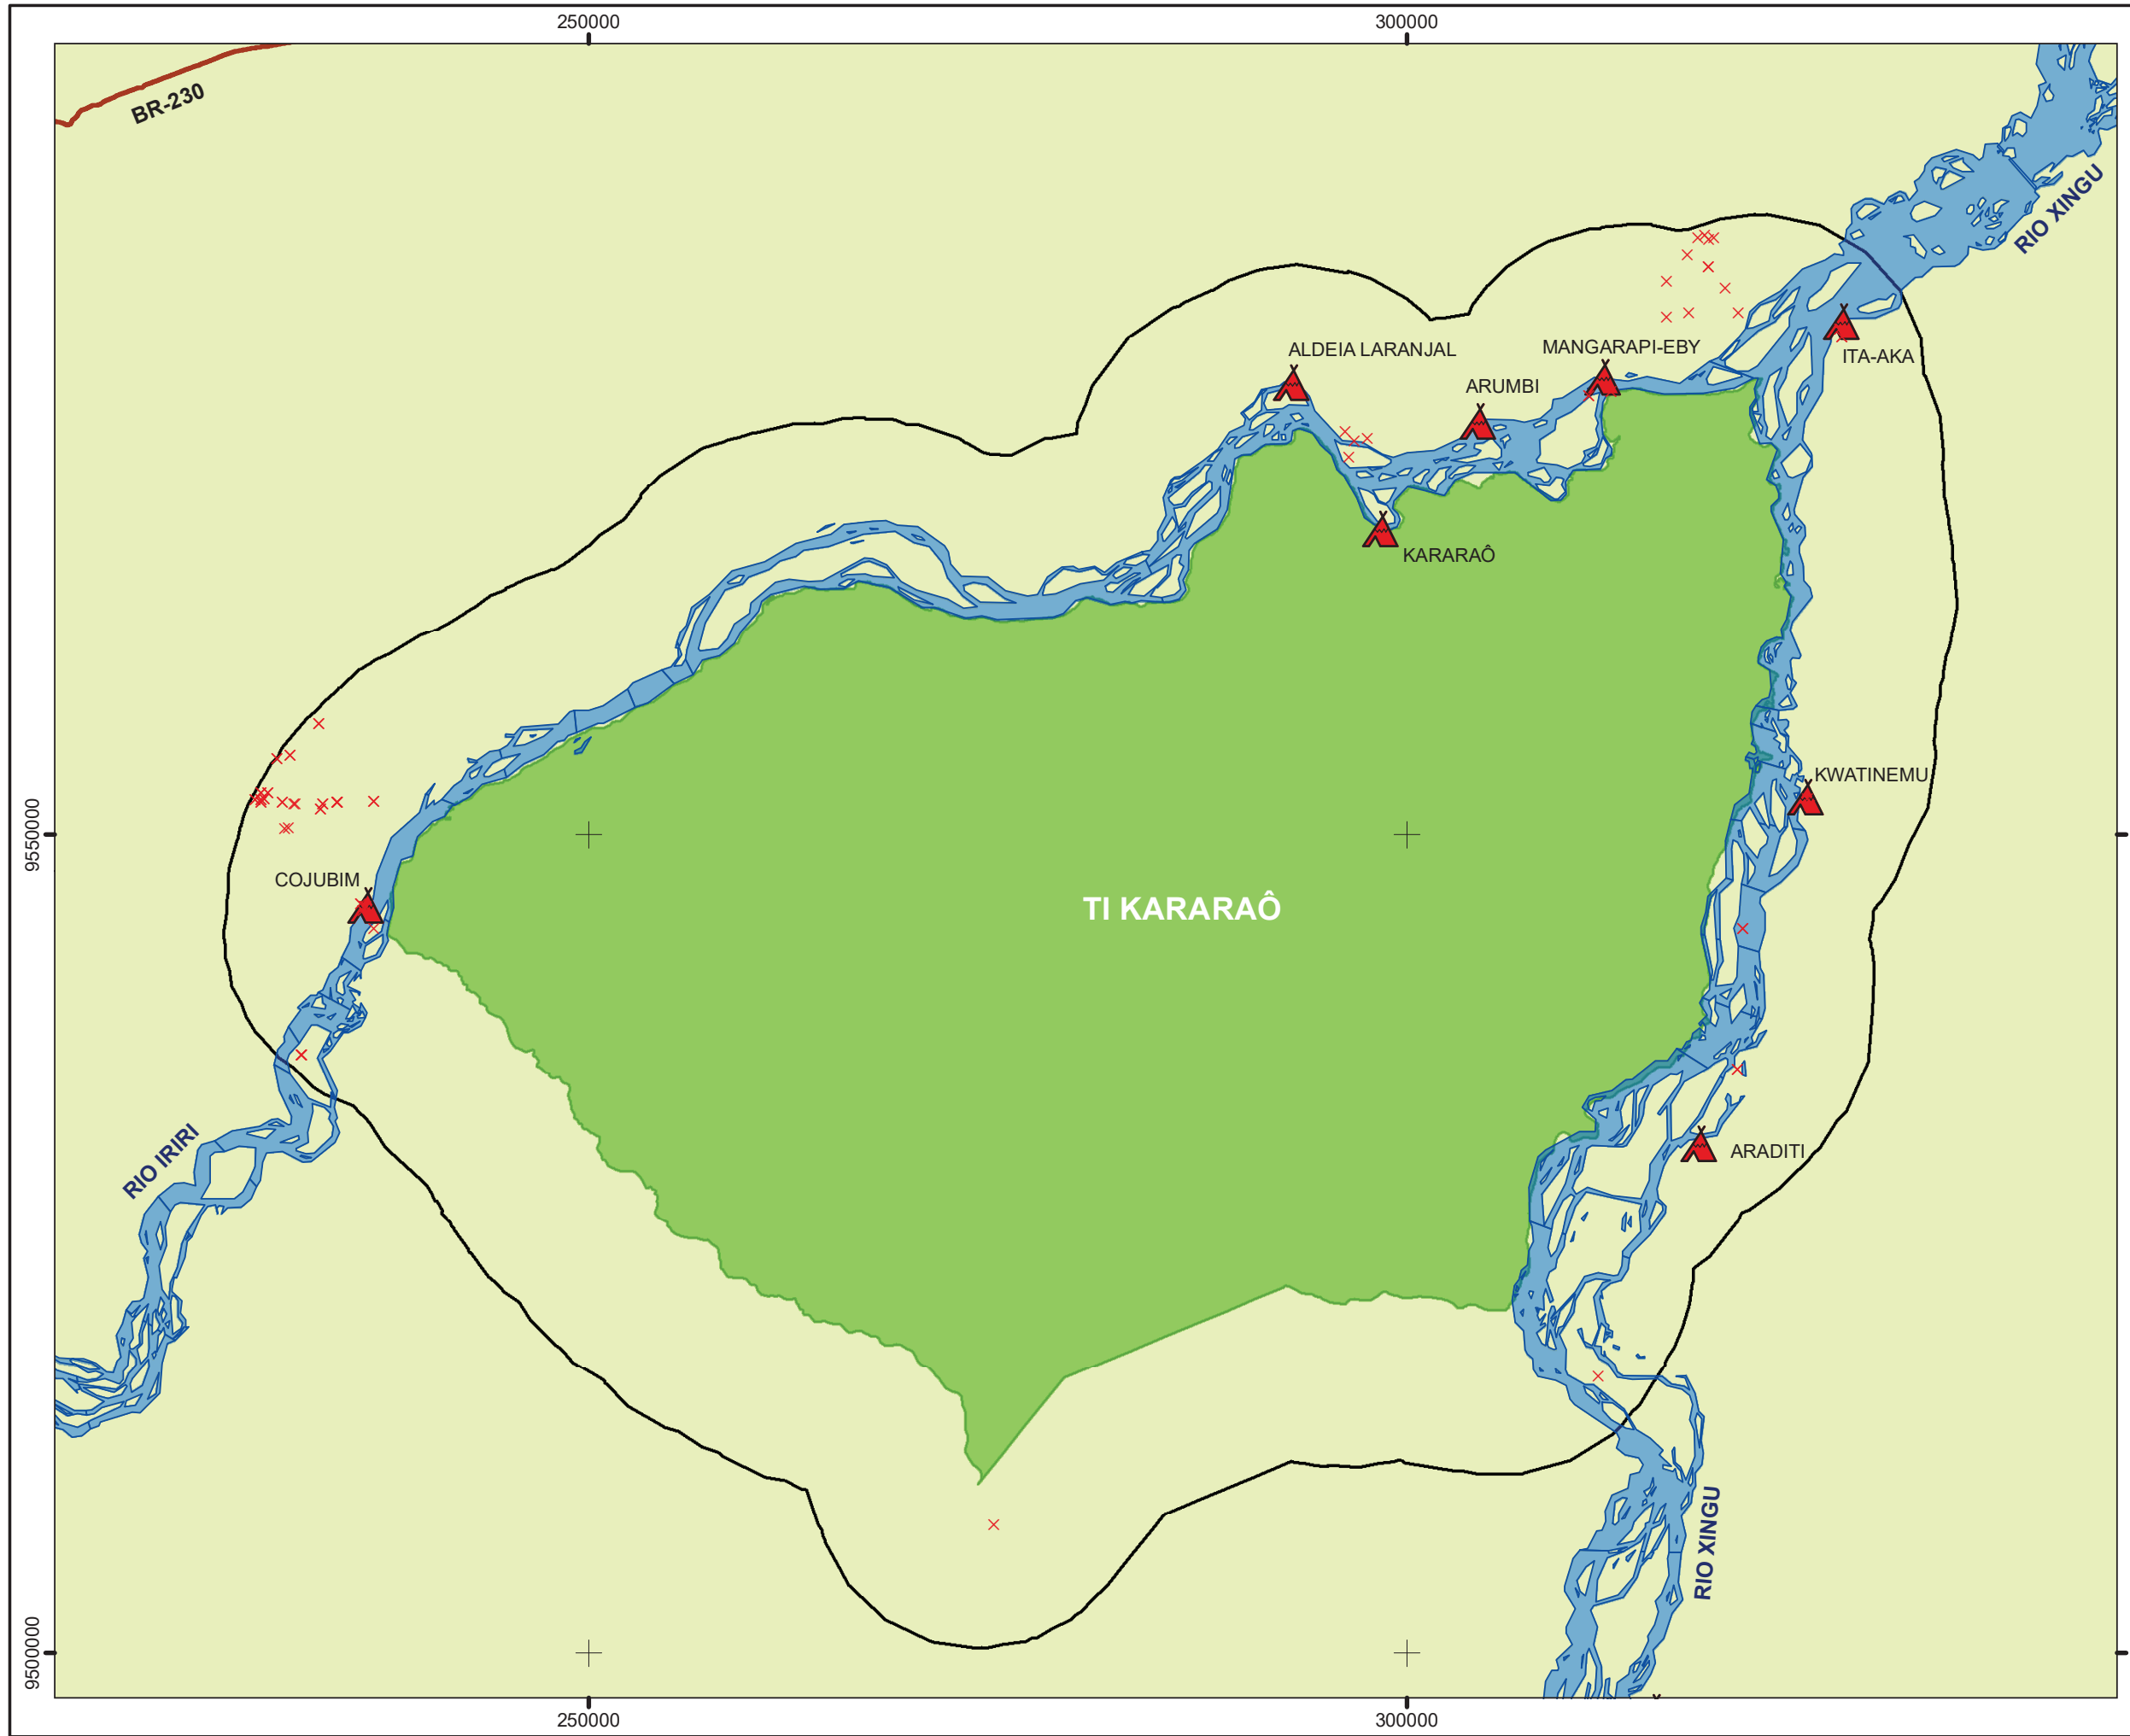 250000
300000
BR-230
RIO XINGU
ALDEIA LARANJAL
MANGARAPI-EBY
ITA-AKA
ARUMBI
KARARAÔ
KWATINEMU
9550000
COJUBIM
TI KARARAÔ
RIO IRIRI
ARADITI
RIO XINGU
9500000
250000
300000